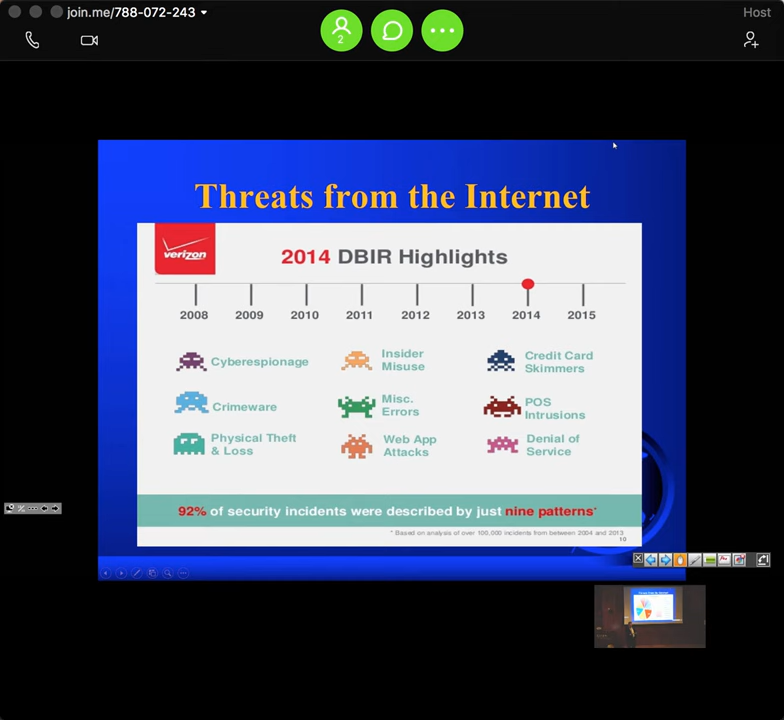 join.me/788-072-243
Host
2
Threats from the Internet
verizon
2014 DBIR Highlights
2008 2009 2010 2011 2012 2013 2014 2015
Cyberespionage
Insider
Misuse
Credit Card
Skimmers
Crimeware
Misc.
Errors
POS
Intrusions
Physical Theft
& Loss
Web App
Attacks
Denial of
Service
92% of security incidents were described by just nine patterns*
* Based on analysis of over 100,000 incidents from between 2004 and 2013
10